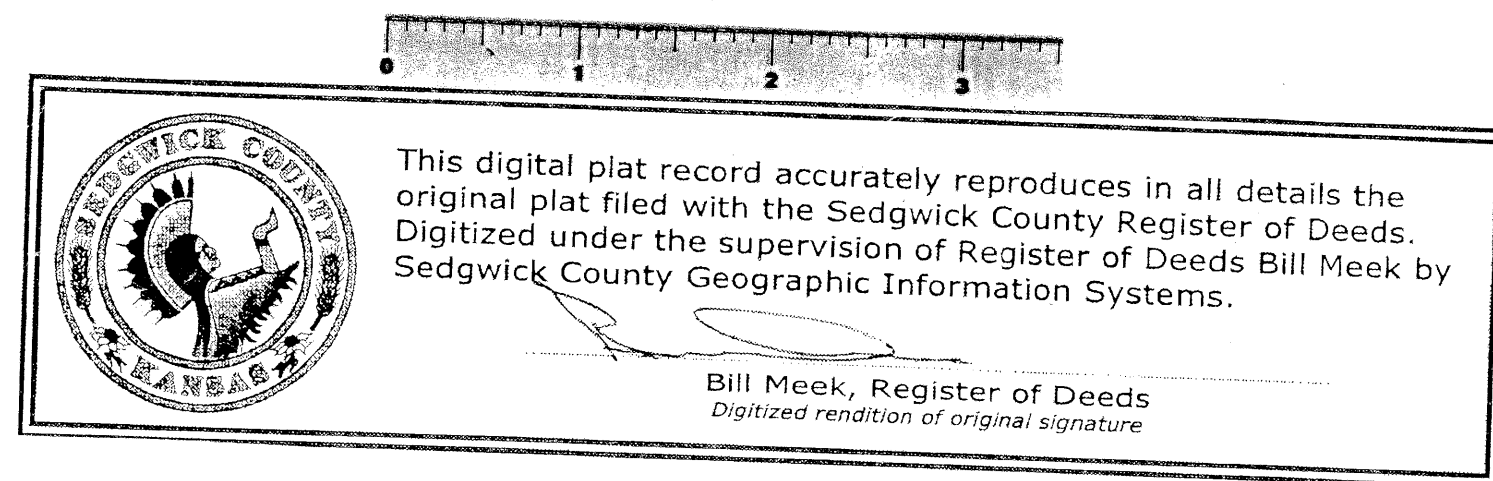 0 1 2 3
SEDGWICK COUNTY
KANSAS
This digital plat record accurately reproduces in all details the
original plat filed with the Sedgwick County Register of Deeds.
Digitized under the supervision of Register of Deeds Bill Meek by
Sedgwick County Geographic Information Systems.
Bill Meek, Register of Deeds
Digitized rendition of original signature